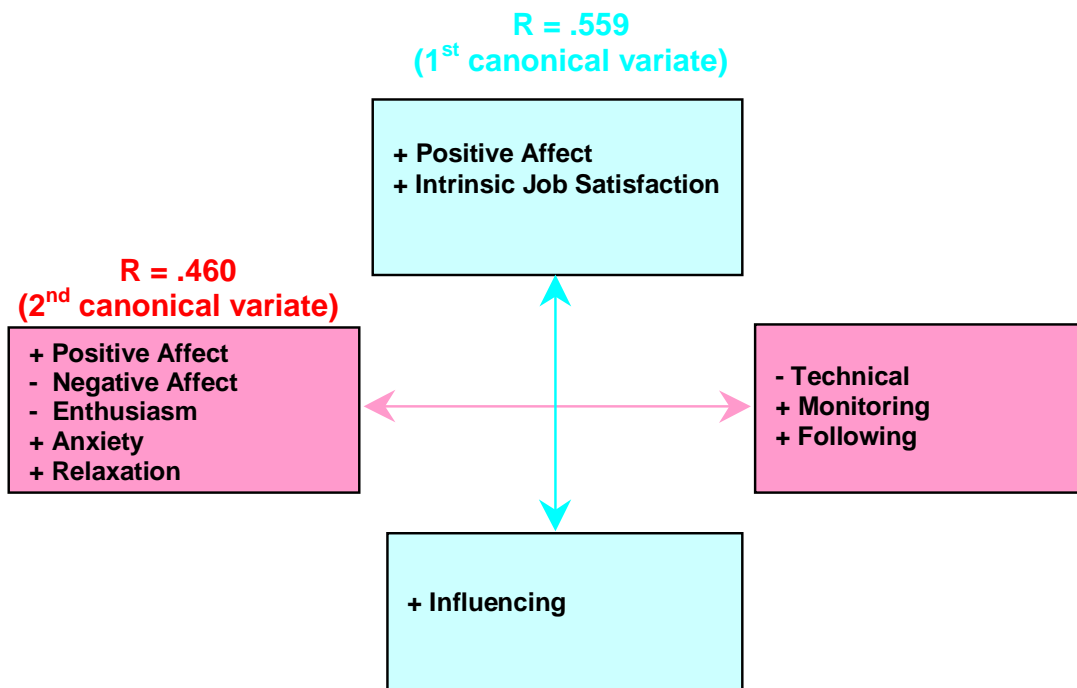 R = .559
(1st canonical variate)
+ Positive Affect
+ Intrinsic Job Satisfaction
R = .460
(2nd canonical variate)
+ Positive Affect
- Negative Affect
- Enthusiasm
+ Anxiety
+ Relaxation
- Technical
+ Monitoring
+ Following
+ Influencing